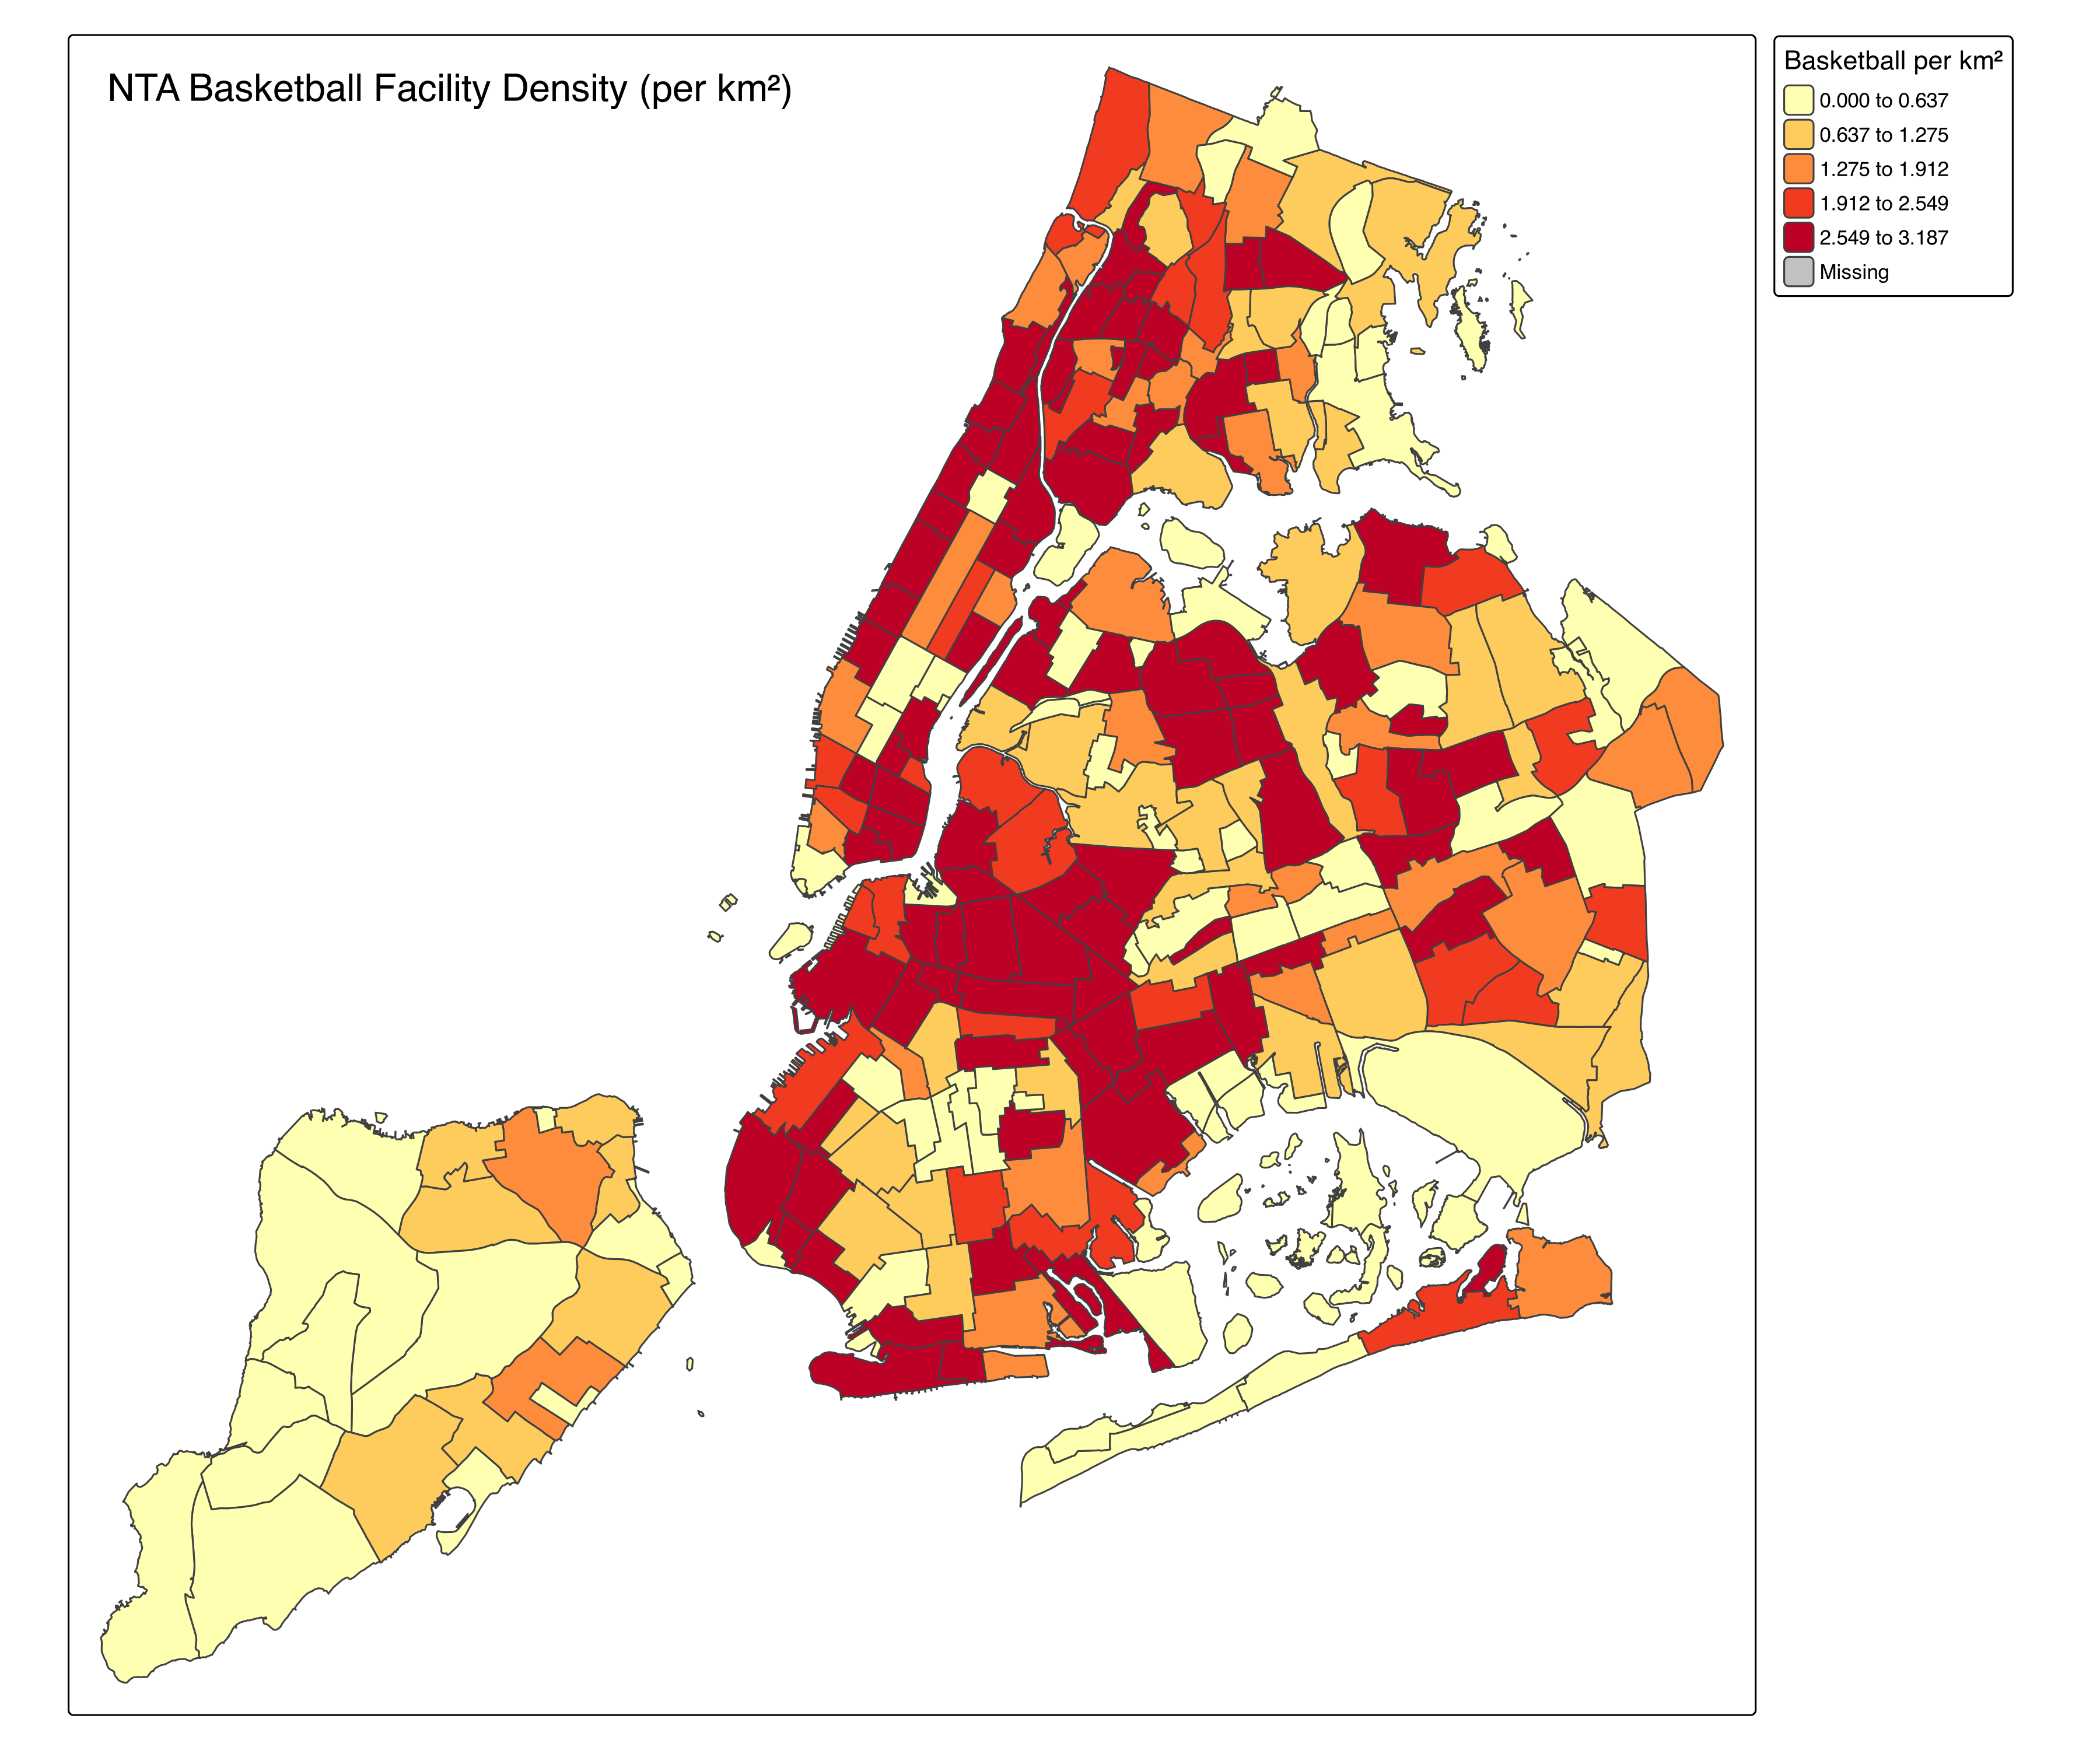 NTA Basketball Facility Density (per km²)
Basketball per km²
0.000 to 0.637
0.637 to 1.275
1.275 to 1.912
1.912 to 2.549
2.549 to 3.187
Missing